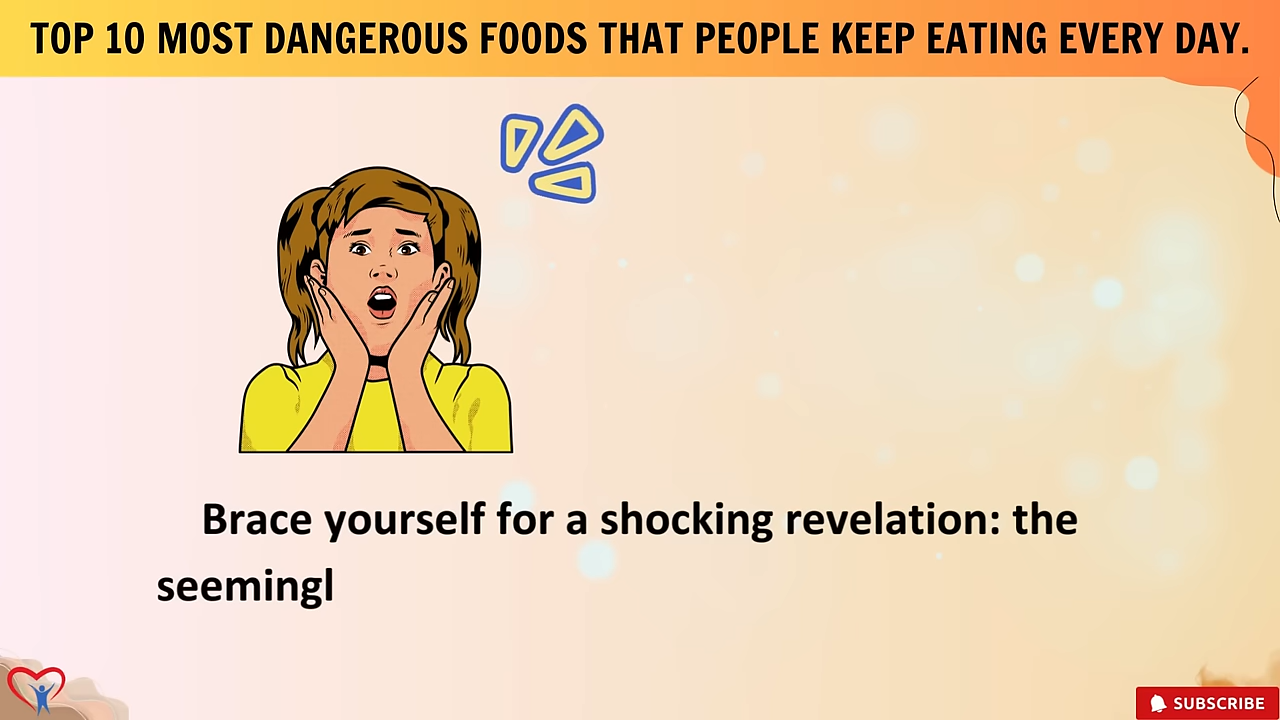 TOP 10 MOST DANGEROUS FOODS THAT PEOPLE KEEP EATING EVERY DAY.
Brace yourself for a shocking revelation: the
seemingl
SUBSCRIBE